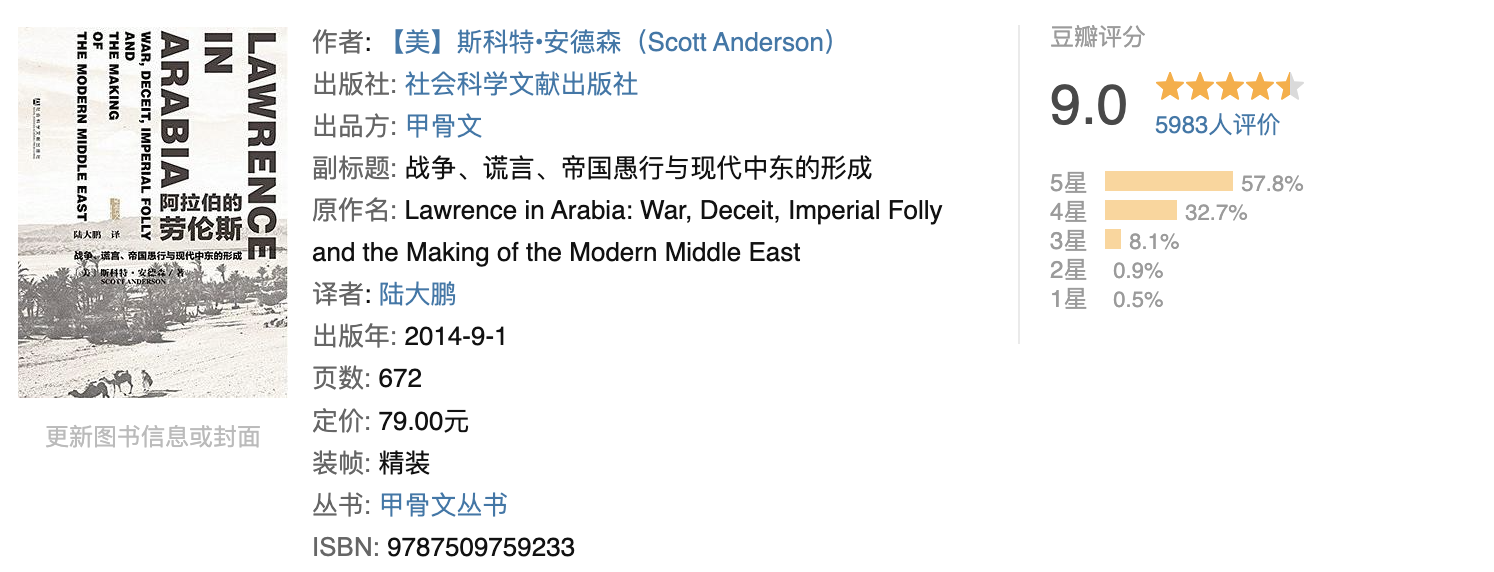 LAWRENCE
IN
ARABIA
WAR, DECEIT, IMPERIAL FOLLY
AND
THE MAKING
OF
THE MODERN MIDDLE EAST
阿拉伯的
劳伦斯
陆大鹏 译
战争、谎言、帝国愚行与现代中东的形成
〔美〕斯科特·安德森／著
SCOTT ANDERSON
更新图书信息或封面
作者: 【美】斯科特•安德森（Scott Anderson）
出版社: 社会科学文献出版社
出品方: 甲骨文
副标题: 战争、谎言、帝国愚行与现代中东的形成
原作名: Lawrence in Arabia: War, Deceit, Imperial Folly
and the Making of the Modern Middle East
译者: 陆大鹏
出版年: 2014-9-1
页数: 672
定价: 79.00元
装帧: 精装
丛书: 甲骨文丛书
ISBN: 9787509759233
豆瓣评分
9.0
5983人评价
5星 57.8%
4星 32.7%
3星 8.1%
2星 0.9%
1星 0.5%